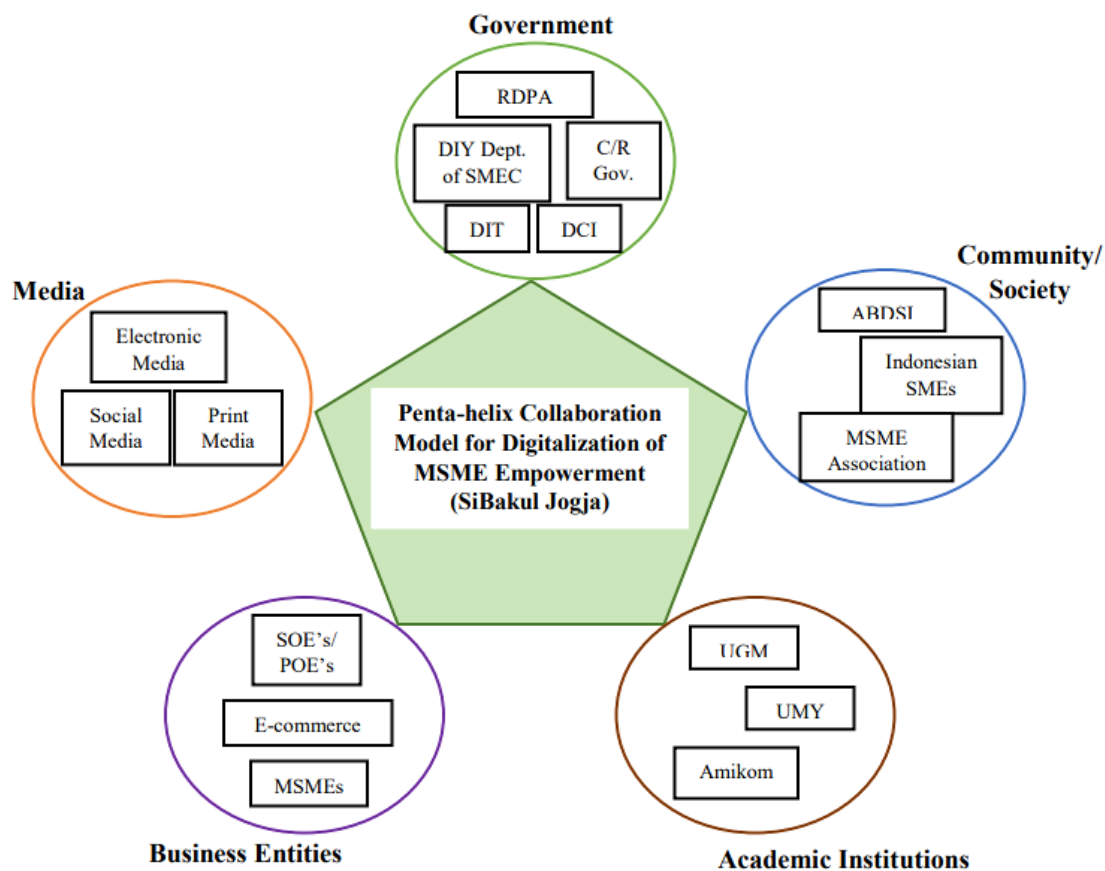 Government
RDPA
DIY Dept.
of SMEC
C/R
Gov.
DIT
DCI
Community/
Society
ABDSI
Indonesian
SMEs
MSME
Association
Media
Electronic
Media
Social
Media
Print
Media
Penta-helix Collaboration
Model for Digitalization of
MSME Empowerment
(SiBakul Jogja)
SOE's/
POE's
E-commerce
MSMEs
Business Entities
UGM
UMY
Amikom
Academic Institutions